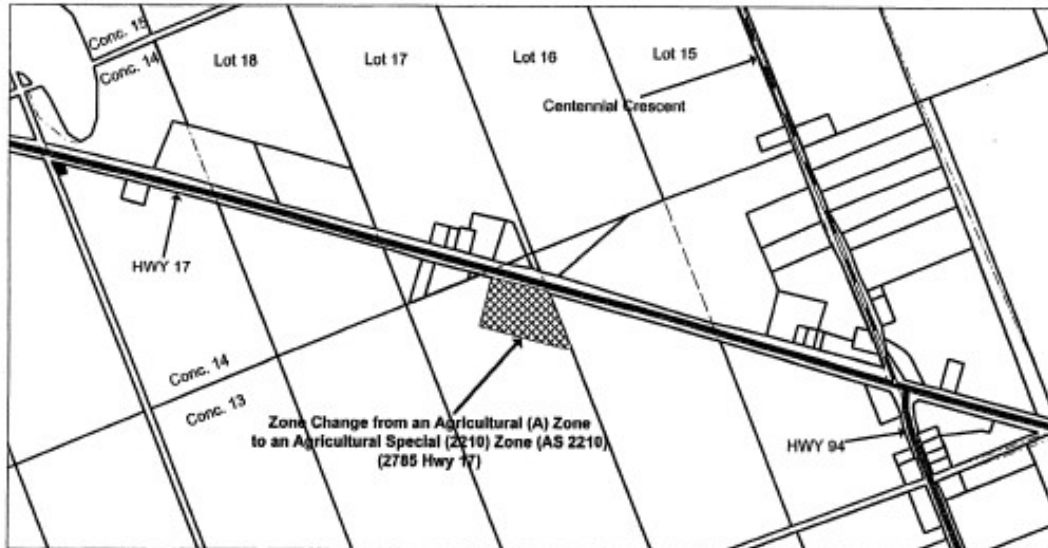 Conc. 15
Conc. 14
Lot 18
Lot 17
Lot 16
Lot 15
Centennial Crescent
HWY 17
Conc. 14
Conc. 13
Zone Change from an Agricultural (A) Zone
to an Agricultural Special (2210) Zone (AS 2210)
(2785 Hwy 17)
HWY 94